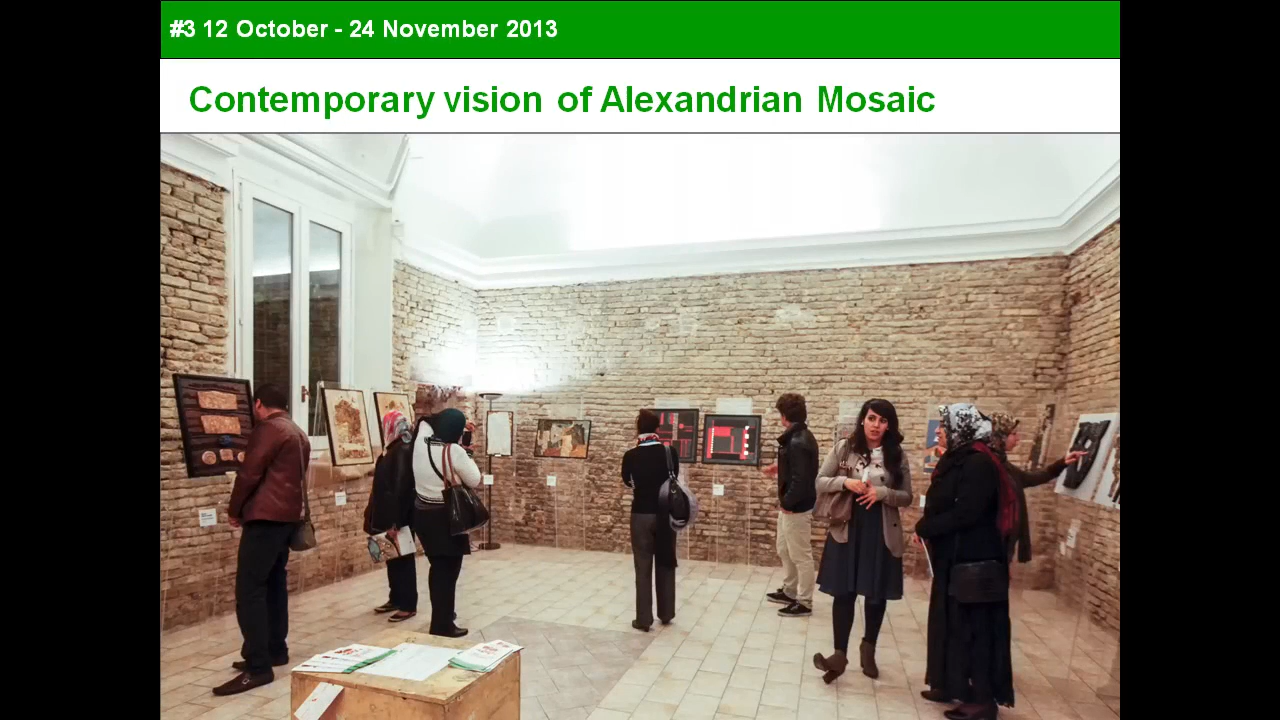 #3 12 October - 24 November 2013
Contemporary vision of Alexandrian Mosaic